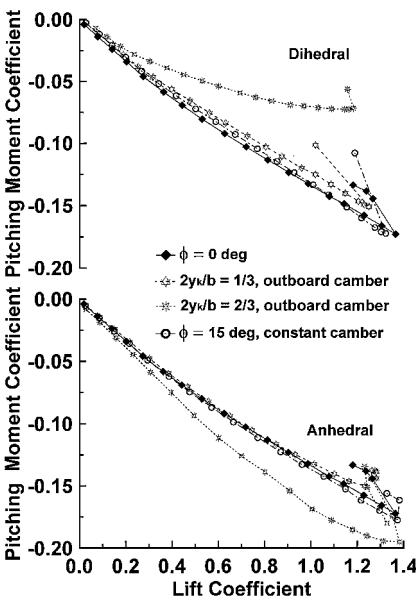 Pitching Moment Coefficient
0.00
-0.05
-0.10
-0.15
-0.20
Dihedral
ϕ = 0 deg
2yk/b = 1/3, outboard camber
2yk/b = 2/3, outboard camber
ϕ = 15 deg, constant camber
Pitching Moment Coefficient
0.00
-0.05
-0.10
-0.15
-0.20
Anhedral
0.0 0.2 0.4 0.6 0.8 1.0 1.2 1.4
Lift Coefficient